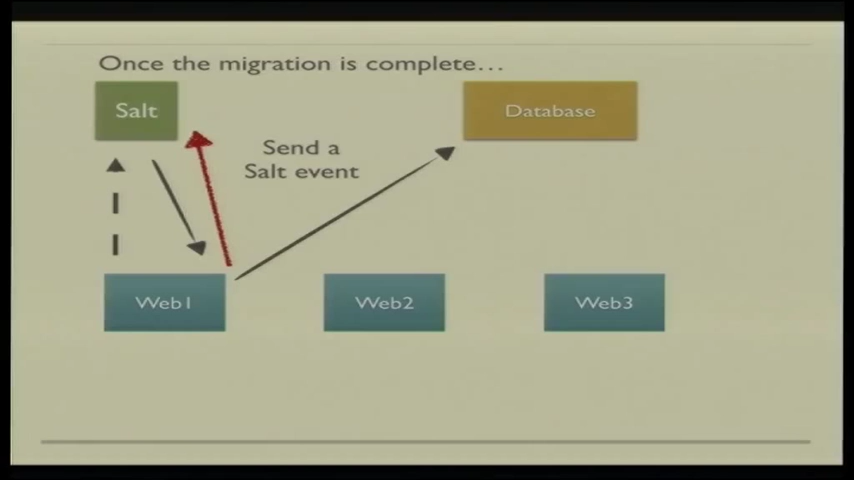 Once the migration is complete...
Salt
Database
Send a
Salt event
Web1
Web2
Web3